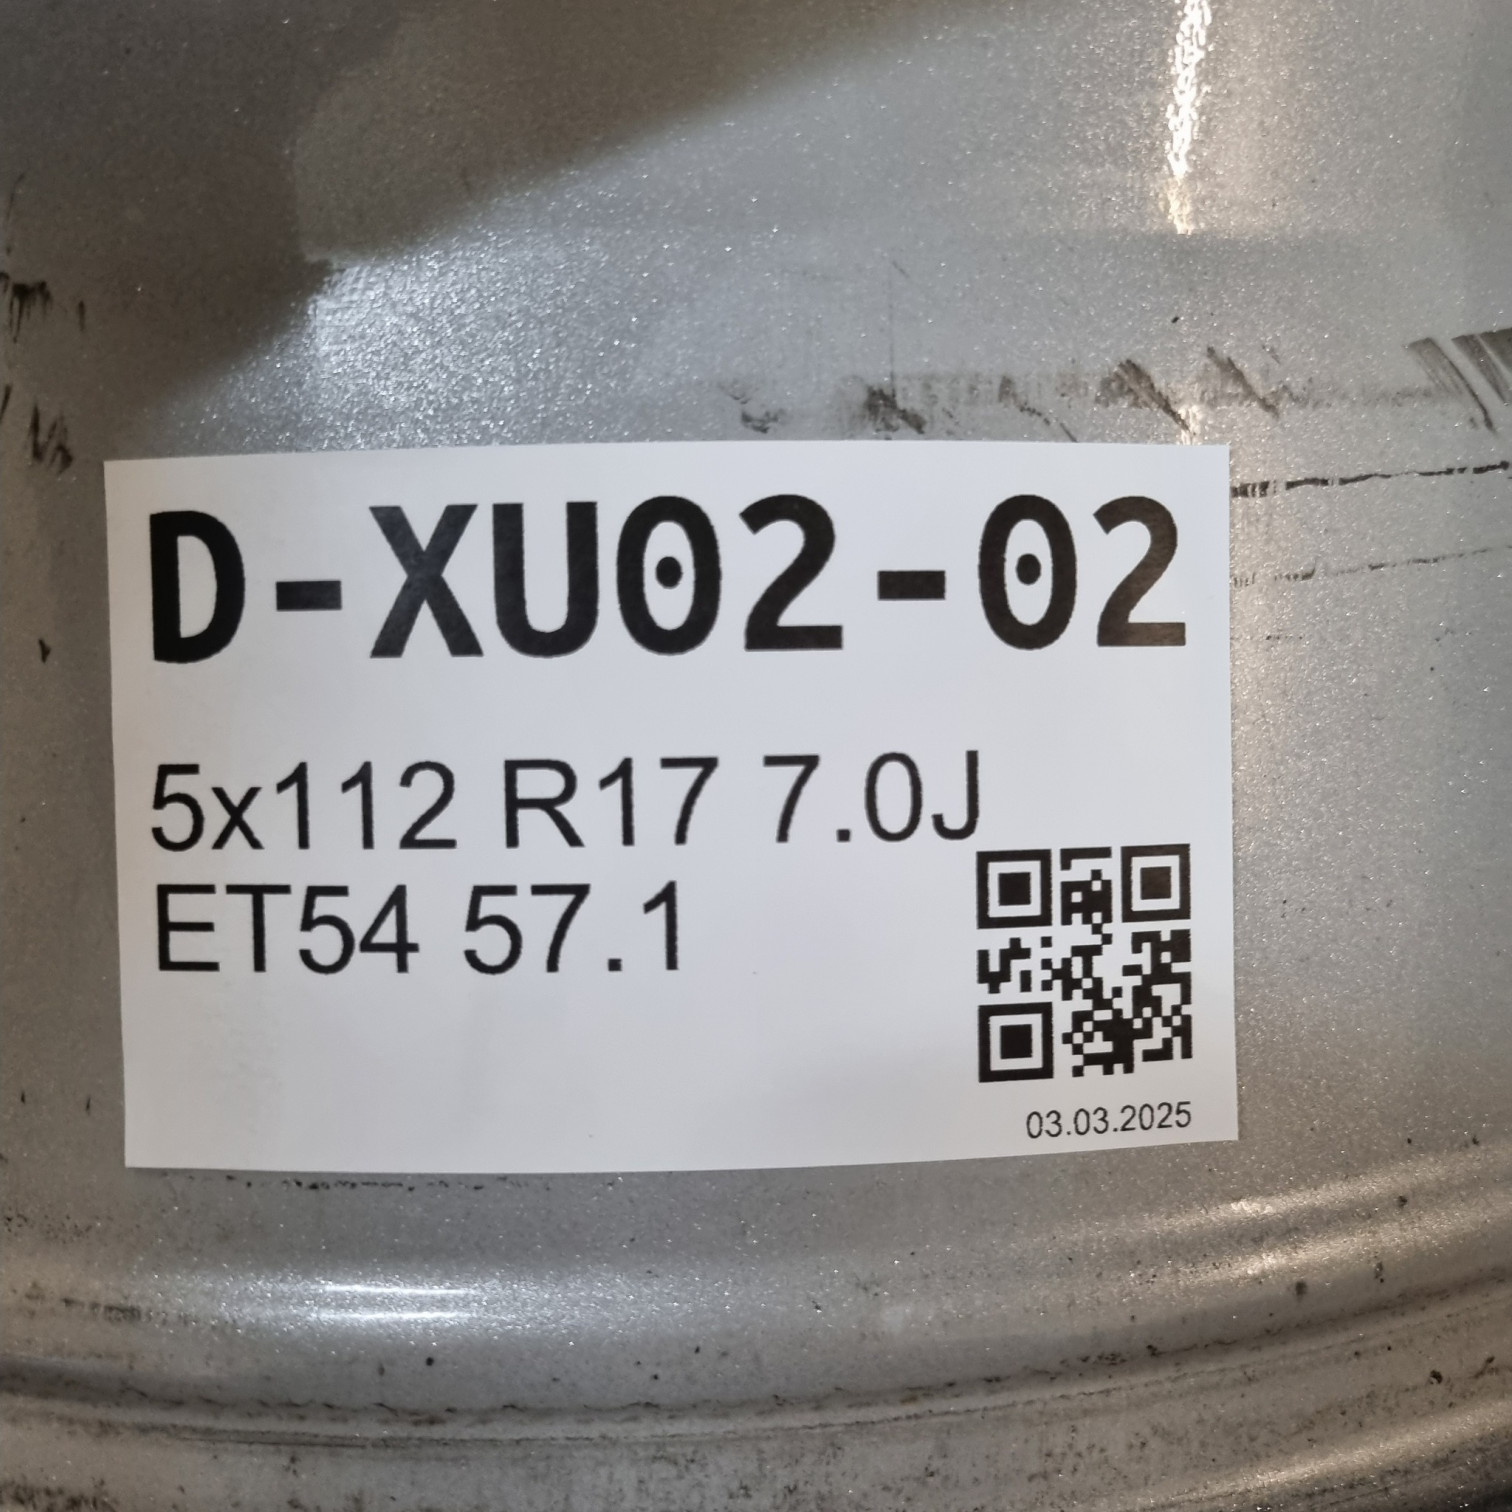 D-XU02-02
5x112 R17 7.0J
ET54 57.1
03.03.2025